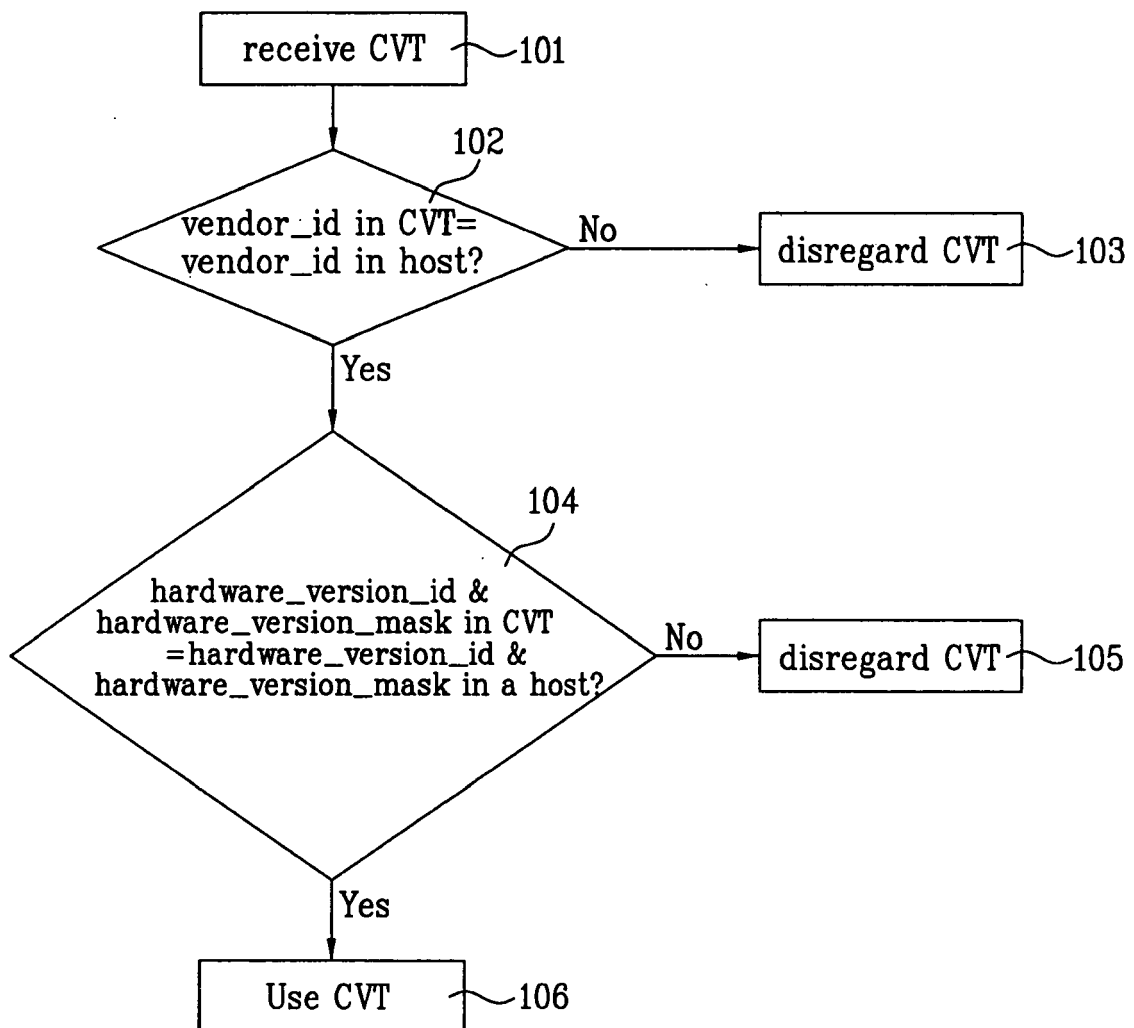 receive CVT
101
102
vendor_id in CVT=
vendor_id in host?
No
disregard CVT
103
Yes
104
hardware_version_id &
hardware_version_mask in CVT
=hardware_version_id &
hardware_version_mask in a host?
No
disregard CVT
105
Yes
Use CVT
106